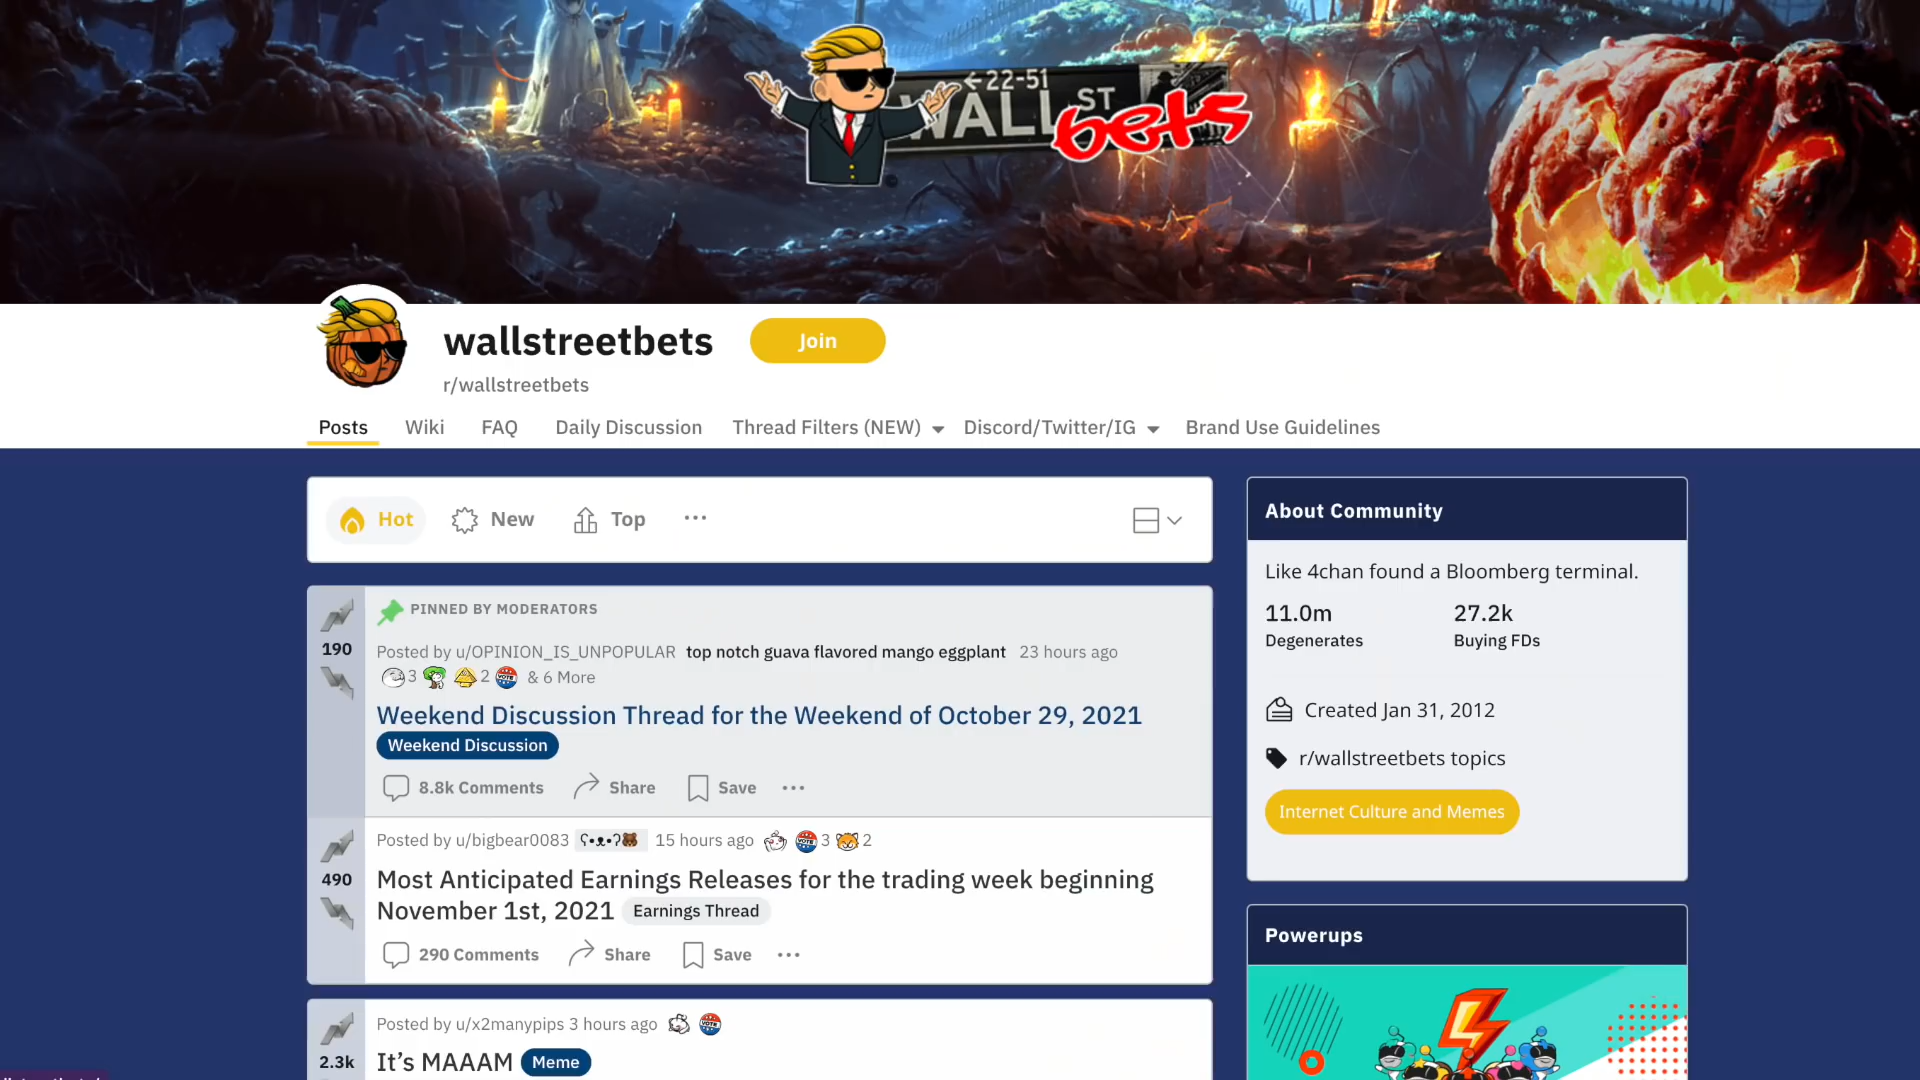 ←22-51
WALL ST
bets
wallstreetbets
Join
r/wallstreetbets
Posts Wiki FAQ Daily Discussion Thread Filters (NEW) Discord/Twitter/IG Brand Use Guidelines
Hot New Top ...
PINNED BY MODERATORS
190
Posted by u/OPINION_IS_UNPOPULAR top notch guava flavored mango eggplant 23 hours ago
3 2 VOTE & 6 More
Weekend Discussion Thread for the Weekend of October 29, 2021
Weekend Discussion
8.8k Comments Share Save ...
Posted by u/bigbear0083 ʕ•ᴥ•ʔ🐻 15 hours ago VOTE 3 2
490
Most Anticipated Earnings Releases for the trading week beginning
November 1st, 2021 Earnings Thread
290 Comments Share Save ...
Posted by u/x2manypips 3 hours ago VOTE
2.3k
It’s MAAAM Meme
About Community
Like 4chan found a Bloomberg terminal.
11.0m 27.2k
Degenerates Buying FDs
Created Jan 31, 2012
r/wallstreetbets topics
Internet Culture and Memes
Powerups